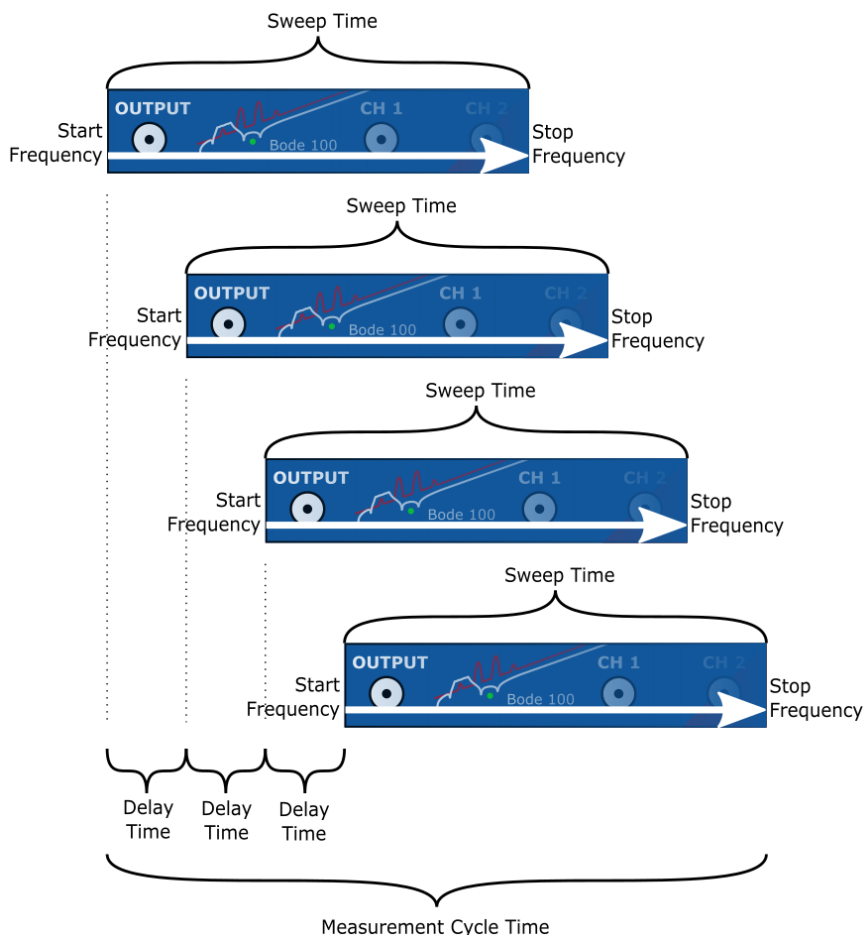 Sweep Time
OUTPUT
CH 1
CH 2
Start
Frequency
Bode 100
Stop
Frequency
Sweep Time
OUTPUT
CH 1
CH 2
Start
Frequency
Bode 100
Stop
Frequency
Sweep Time
OUTPUT
CH 1
CH 2
Start
Frequency
Bode 100
Stop
Frequency
Sweep Time
OUTPUT
CH 1
CH 2
Start
Frequency
Bode 100
Stop
Frequency
Delay
Time
Delay
Time
Delay
Time
Measurement Cycle Time